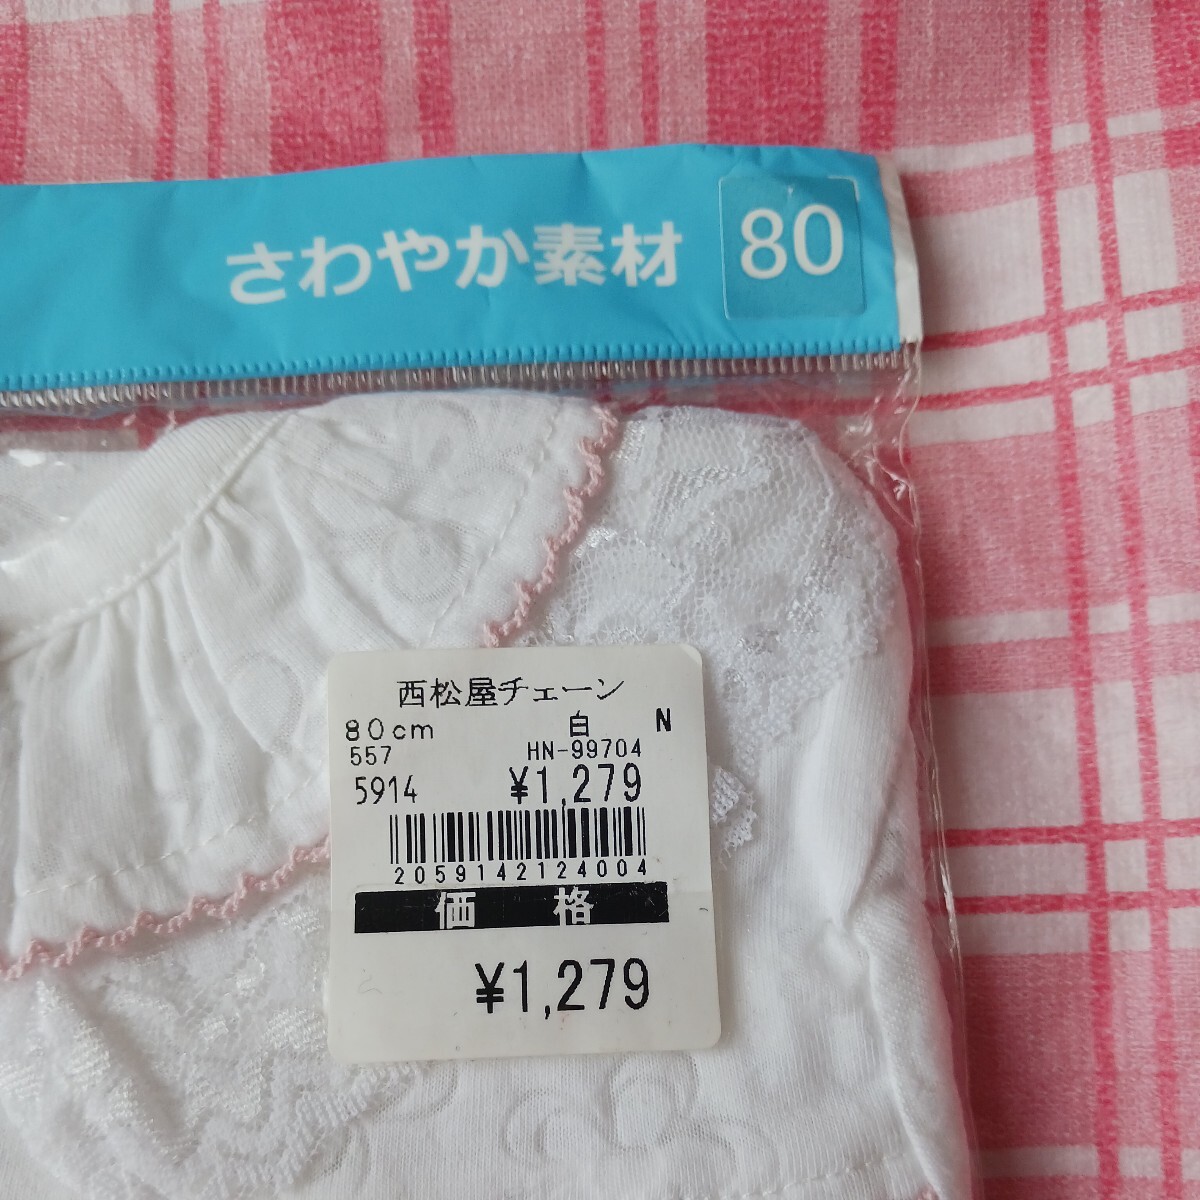 さわやか素材 80
西松屋チェーン
80cm 白 N
557 HN-99704
5914 ¥1,279
2059142124004
価格
¥1,279